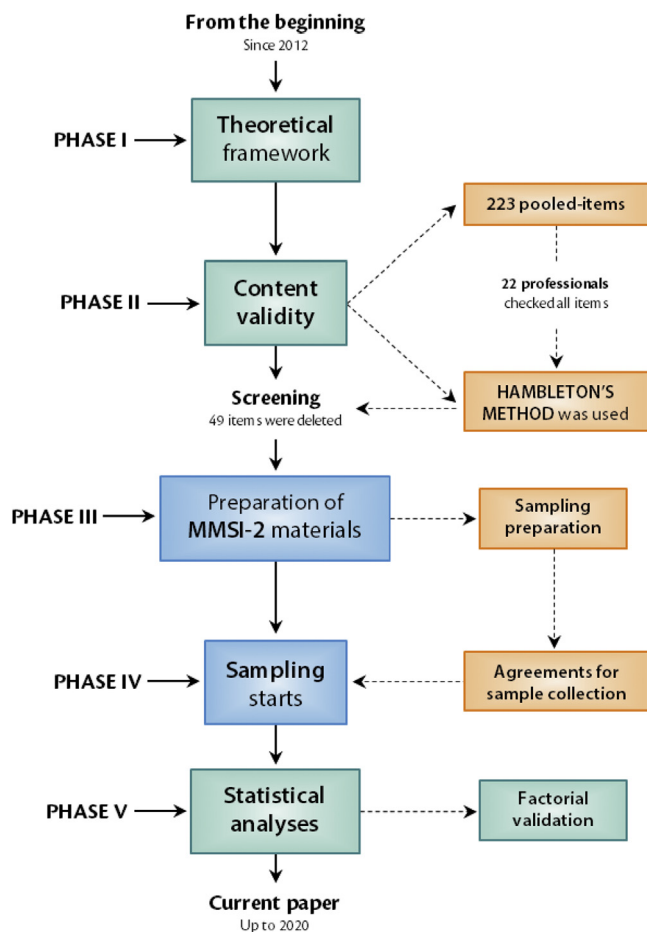 From the beginning
Since 2012
PHASE I
Theoretical
framework
223 pooled-items
PHASE II
Content
validity
22 professionals
checked all items
Screening
49 items were deleted
HAMBLETON'S
METHOD was used
PHASE III
Preparation of
MMSI-2 materials
Sampling
preparation
PHASE IV
Sampling
starts
Agreements for
sample collection
PHASE V
Statistical
analyses
Factorial
validation
Current paper
Up to 2020